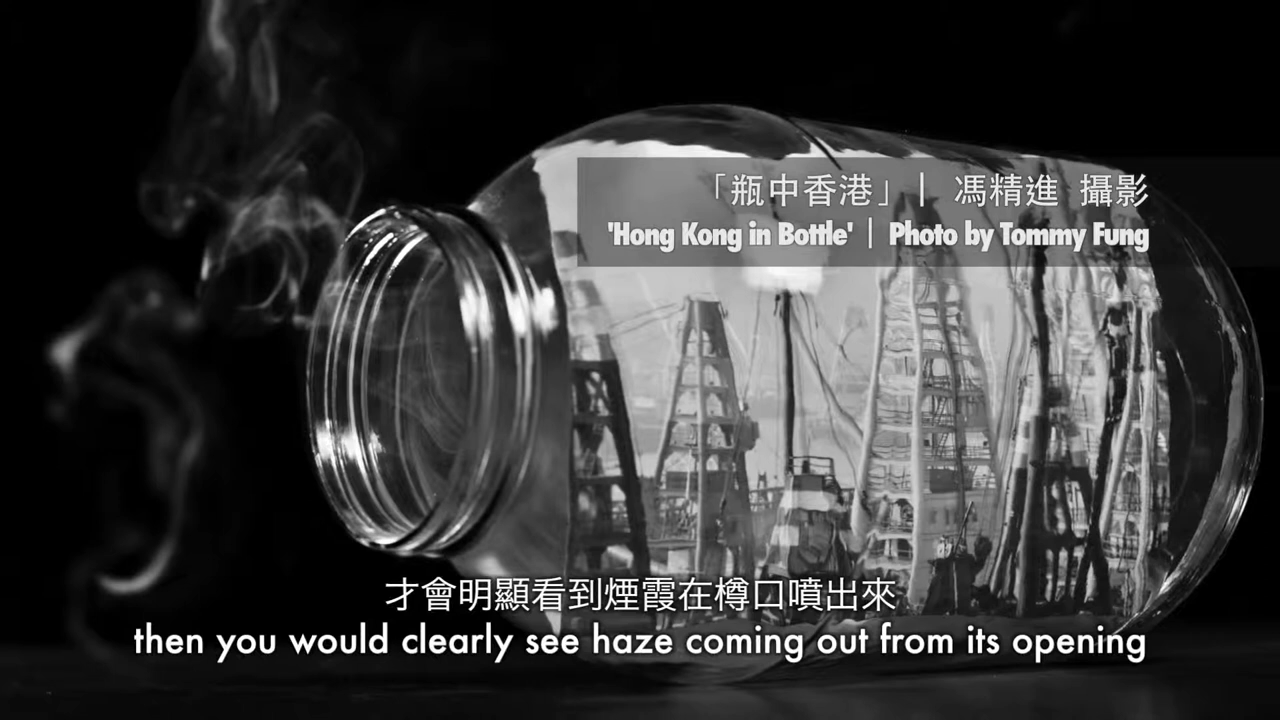 「瓶中香港」| 馮精進 攝影
'Hong Kong in Bottle' | Photo by Tommy Fung
才會明顯看到煙霞在樽口噴出來
then you would clearly see haze coming out from its opening